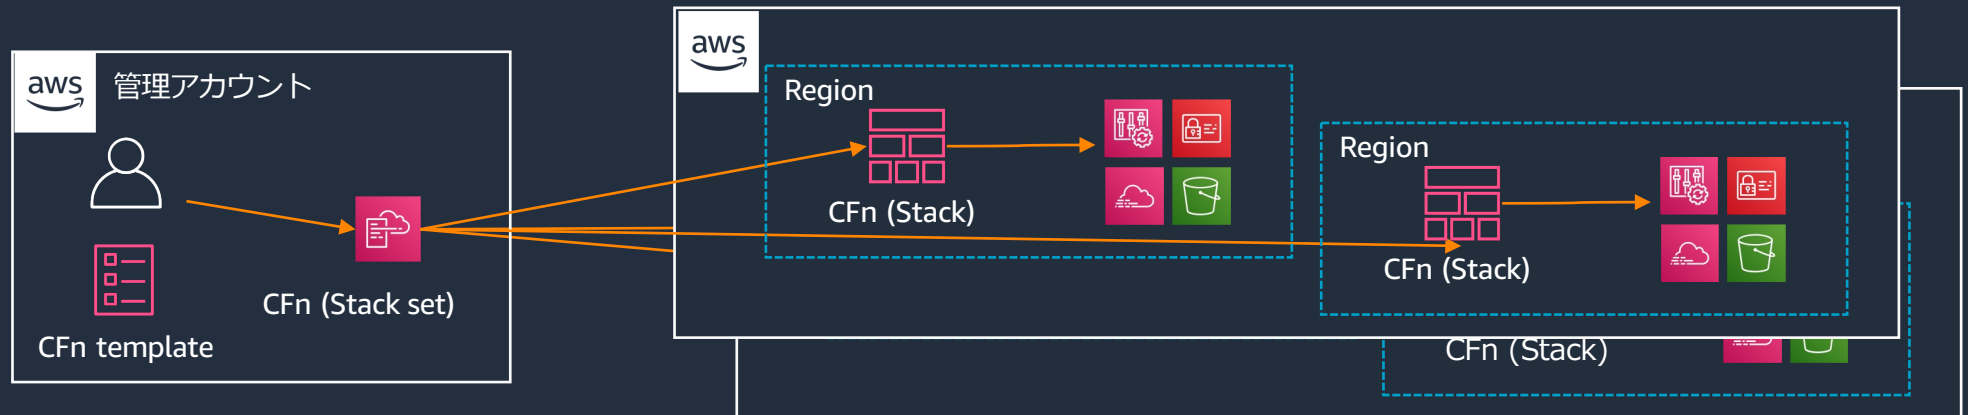 aws
管理アカウント
CFn template
CFn (Stack set)
aws
Region
CFn (Stack)
Region
CFn (Stack)
CFn (Stack)